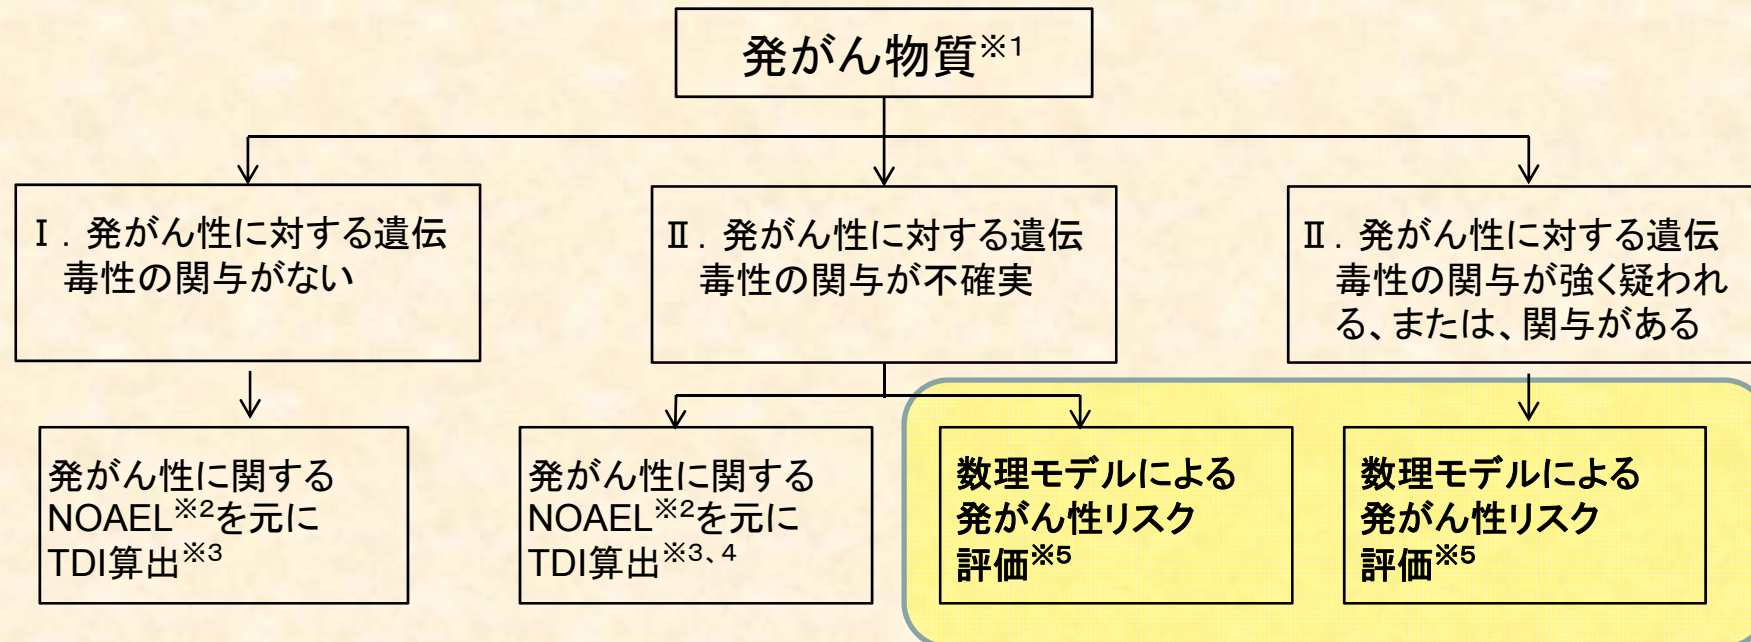 発がん物質※1
Ⅰ．発がん性に対する遺伝
毒性の関与がない
Ⅱ．発がん性に対する遺伝
毒性の関与が不確実
Ⅱ．発がん性に対する遺伝
毒性の関与が強く疑われ
る、または、関与がある
発がん性に関する
NOAEL※2を元に
TDI算出※3
発がん性に関する
NOAEL※2を元に
TDI算出※3、4
数理モデルによる
発がん性リスク
評価※5
数理モデルによる
発がん性リスク
評価※5